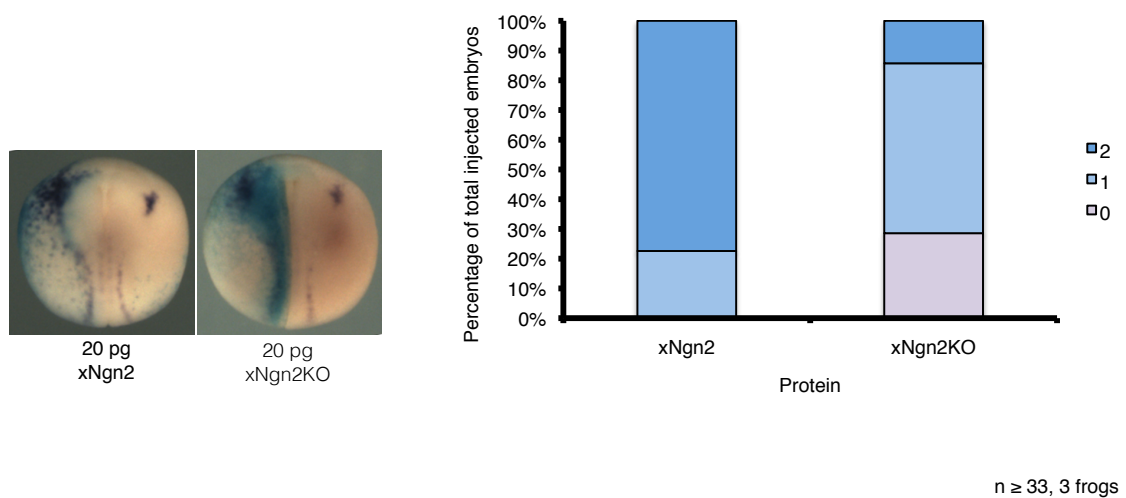 20 pg
xNgn2
20 pg
xNgn2KO
Percentage of total injected embryos
100%
90%
80%
70%
60%
50%
40%
30%
20%
10%
0%
xNgn2
xNgn2KO
Protein
2
1
0
n ≥ 33, 3 frogs